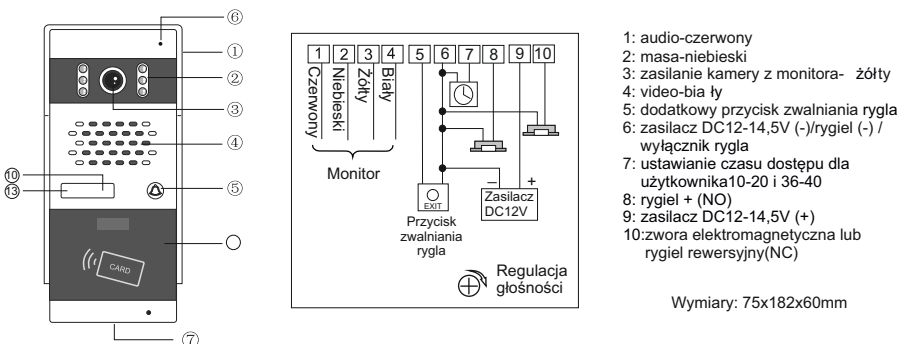 ⑥
①
②
③
④
⑩
⑬
⑤
CARD
⑦
1 2 3 4 5 6 7 8 9 10
Czerwony
Niebieski
Żółty
Biały
Monitor
EXIT
Przycisk
zwalniania
rygla
– +
Zasilacz
DC12V
Regulacja
głośności
1: audio-czerwony
2: masa-niebieski
3: zasilanie kamery z monitora- żółty
4: video-bia ły
5: dodatkowy przycisk zwalniania rygla
6: zasilacz DC12-14,5V (-)/rygiel (-) /
wyłącznik rygla
7: ustawianie czasu dostępu dla
użytkownika10-20 i 36-40
8: rygiel + (NO)
9: zasilacz DC12-14,5V (+)
10:zwora elektromagnetyczna lub
rygiel rewersyjny(NC)
Wymiary: 75x182x60mm